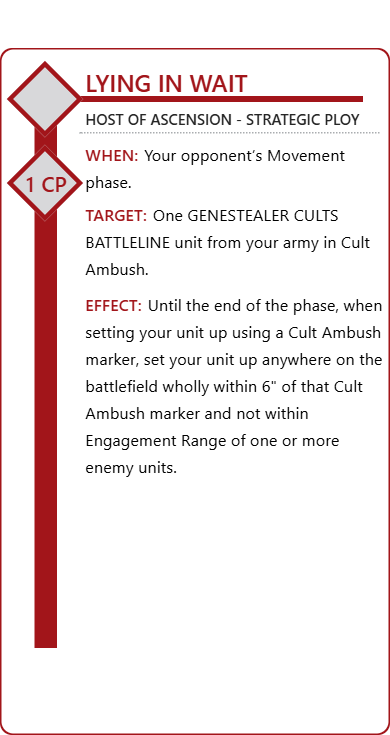 LYING IN WAIT
HOST OF ASCENSION - STRATEGIC PLOY
1 CP
WHEN: Your opponent’s Movement
phase.
TARGET: One GENESTEALER CULTS
BATTLELINE unit from your army in Cult
Ambush.
EFFECT: Until the end of the phase, when
setting your unit up using a Cult Ambush
marker, set your unit up anywhere on the
battlefield wholly within 6" of that Cult
Ambush marker and not within
Engagement Range of one or more
enemy units.